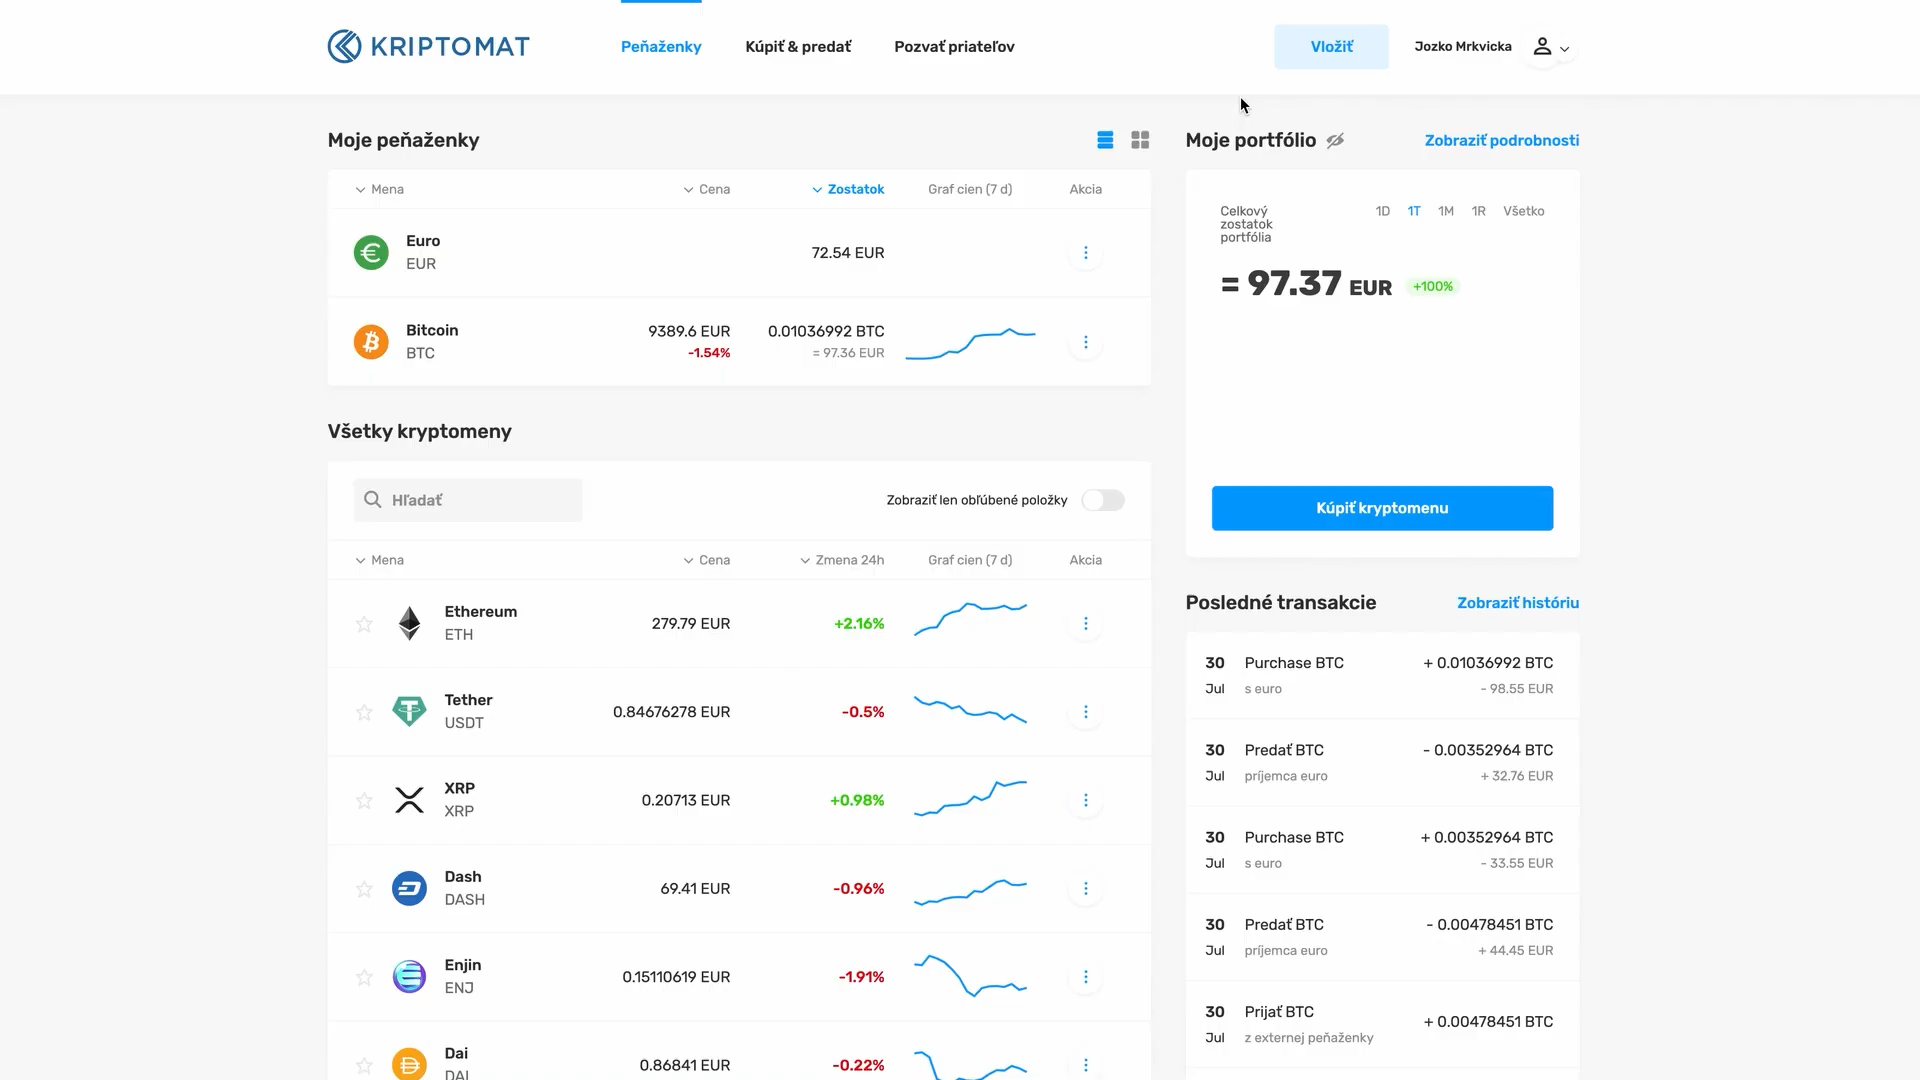 KRIPTOMAT
Peňaženky
Kúpiť & predať
Pozvať priateľov
Vložiť
Jozko Mrkvicka
Moje peňaženky
Mena Cena Zostatok Graf cien (7 d) Akcia
Euro
EUR
72.54 EUR
Bitcoin
BTC
9389.6 EUR
-1.54%
0.01036992 BTC
= 97.36 EUR
Všetky kryptomeny
Hľadať
Zobraziť len obľúbené položky
Mena Cena Zmena 24h Graf cien (7 d) Akcia
Ethereum
ETH
279.79 EUR
+2.16%
Tether
USDT
0.84676278 EUR
-0.5%
XRP
XRP
0.20713 EUR
+0.98%
Dash
DASH
69.41 EUR
-0.96%
Enjin
ENJ
0.15110619 EUR
-1.91%
Dai
DAI
0.86841 EUR
-0.22%
Moje portfólio
Zobraziť podrobnosti
Celkový
zostatok
portfólia
1D 1T 1M 1R Všetko
= 97.37 EUR +100%
Kúpiť kryptomenu
Posledné transakcie
Zobraziť históriu
30 Purchase BTC + 0.01036992 BTC
Jul s euro - 98.55 EUR
30 Predať BTC - 0.00352964 BTC
Jul príjemca euro + 32.76 EUR
30 Purchase BTC + 0.00352964 BTC
Jul s euro - 33.55 EUR
30 Predať BTC - 0.00478451 BTC
Jul príjemca euro + 44.45 EUR
30 Prijať BTC + 0.00478451 BTC
Jul z externej peňaženky